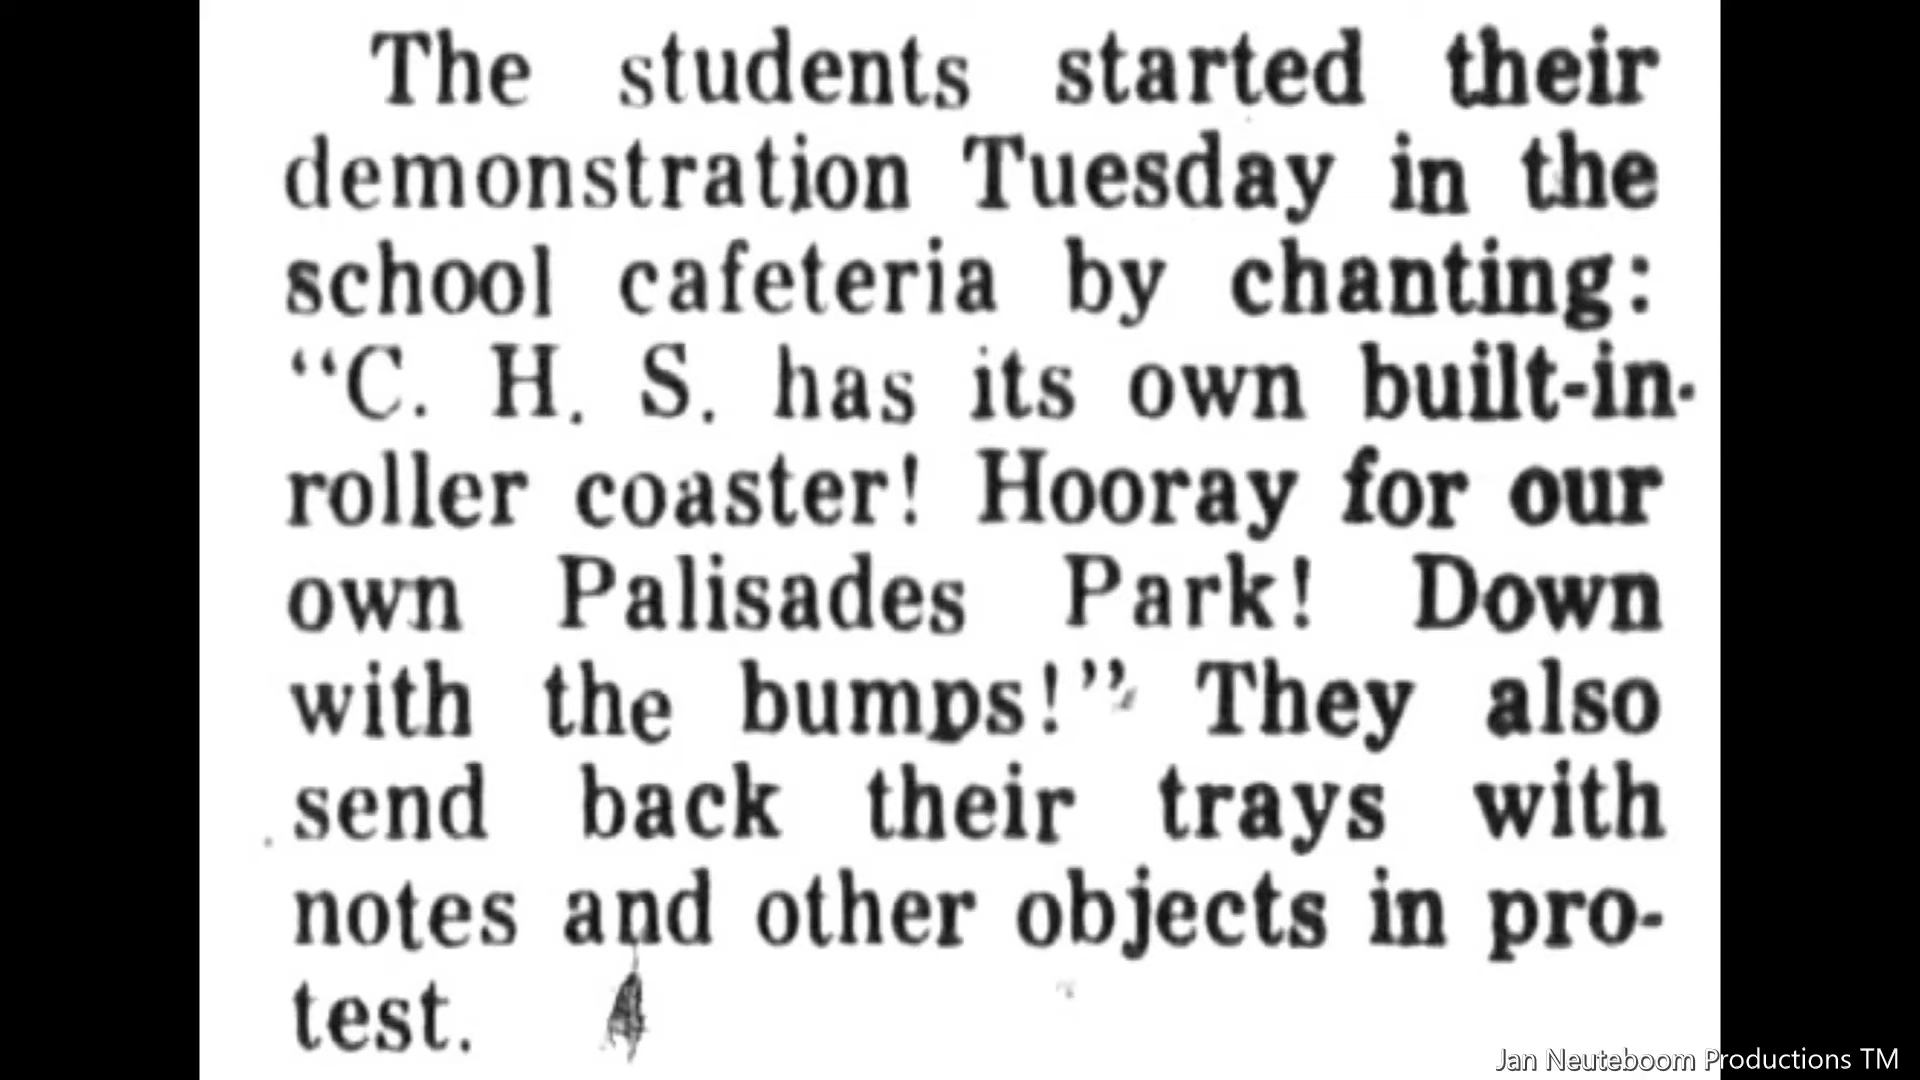 The students started their
demonstration Tuesday in the
school cafeteria by chanting:
“C. H. S. has its own built-in-
roller coaster! Hooray for our
own Palisades Park! Down
with the bumps!” They also
send back their trays with
notes and other objects in pro-
test.
Jan Neuteboom Productions TM